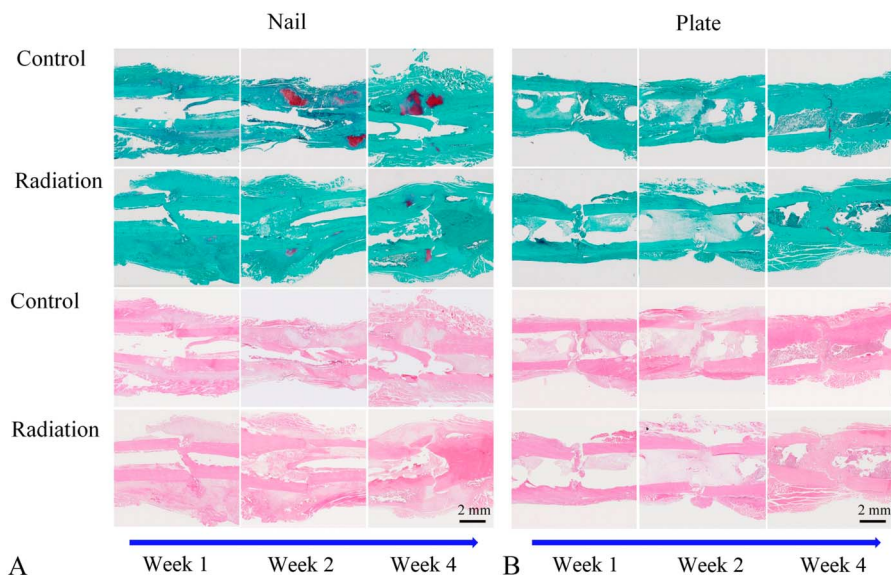 Nail
Plate
Control
Radiation
Control
Radiation
2 mm
2 mm
A
Week 1
Week 2
Week 4
B
Week 1
Week 2
Week 4